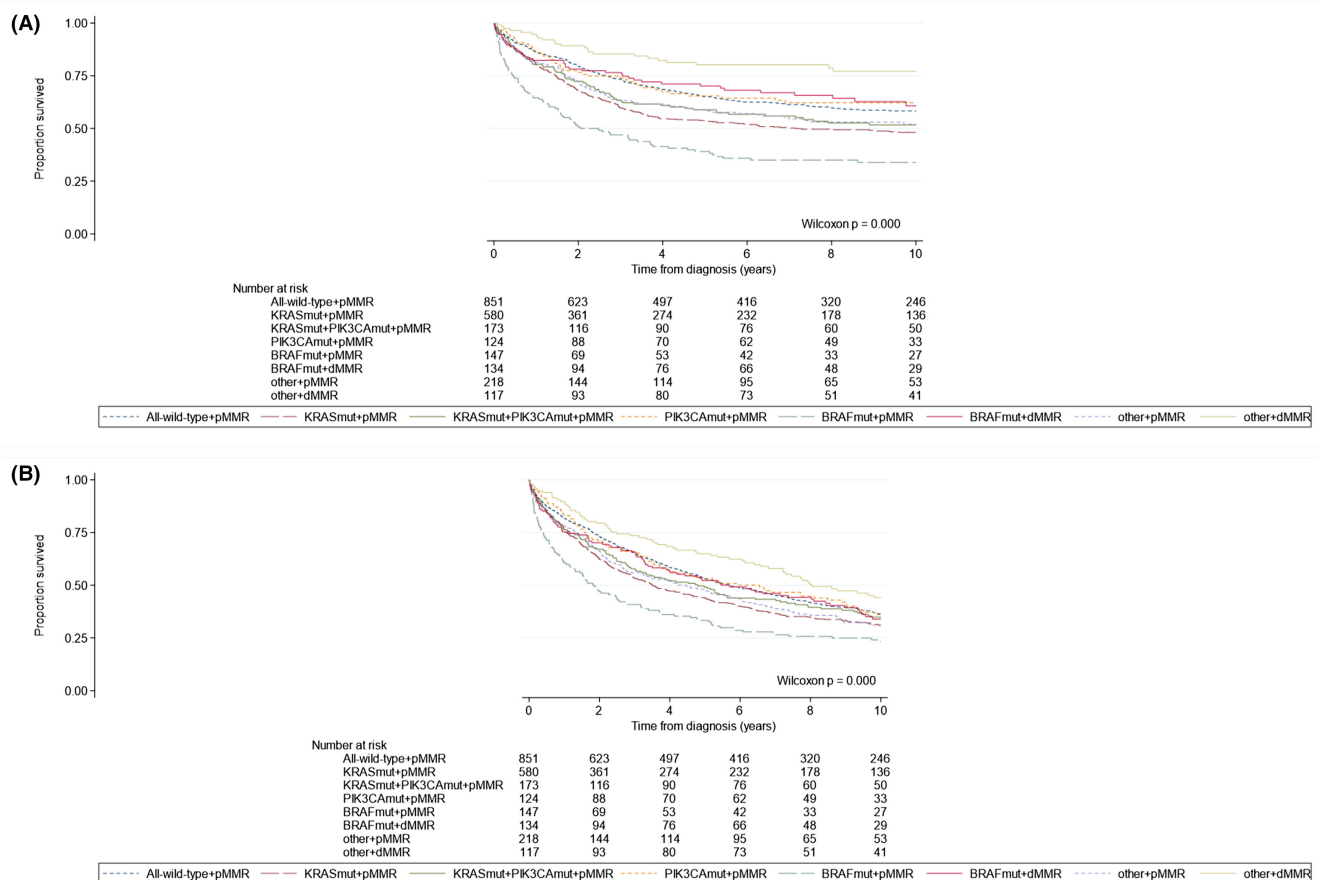 (A)
1.00
0.75
0.50
0.25
0.00
Proportion survived
Wilcoxon p = 0.000
0 2 4 6 8 10
Time from diagnosis (years)
Number at risk
All-wild-type+pMMR 851 623 497 416 320 246
KRASmut+pMMR 580 361 274 232 178 136
KRASmut+PIK3CAmut+pMMR 173 116 90 76 60 50
PIK3CAmut+pMMR 124 88 70 62 49 33
BRAFmut+pMMR 147 69 53 42 33 27
BRAFmut+dMMR 134 94 76 66 48 29
other+pMMR 218 144 114 95 65 53
other+dMMR 117 93 80 73 51 41
All-wild-type+pMMR KRASmut+pMMR KRASmut+PIK3CAmut+pMMR PIK3CAmut+pMMR BRAFmut+pMMR BRAFmut+dMMR other+pMMR other+dMMR
(B)
1.00
0.75
0.50
0.25
0.00
Proportion survived
Wilcoxon p = 0.000
0 2 4 6 8 10
Time from diagnosis (years)
Number at risk
All-wild-type+pMMR 851 623 497 416 320 246
KRASmut+pMMR 580 361 274 232 178 136
KRASmut+PIK3CAmut+pMMR 173 116 90 76 60 50
PIK3CAmut+pMMR 124 88 70 62 49 33
BRAFmut+pMMR 147 69 53 42 33 27
BRAFmut+dMMR 134 94 76 66 48 29
other+pMMR 218 144 114 95 65 53
other+dMMR 117 93 80 73 51 41
All-wild-type+pMMR KRASmut+pMMR KRASmut+PIK3CAmut+pMMR PIK3CAmut+pMMR BRAFmut+pMMR BRAFmut+dMMR other+pMMR other+dMMR